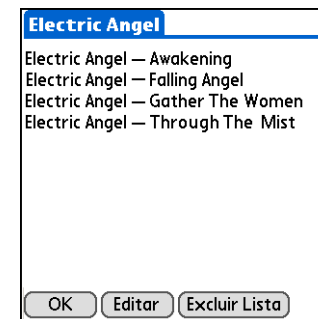 Electric Angel
Electric Angel — Awakening
Electric Angel — Falling Angel
Electric Angel — Gather The Women
Electric Angel — Through The Mist
OK Editar Excluir Lista